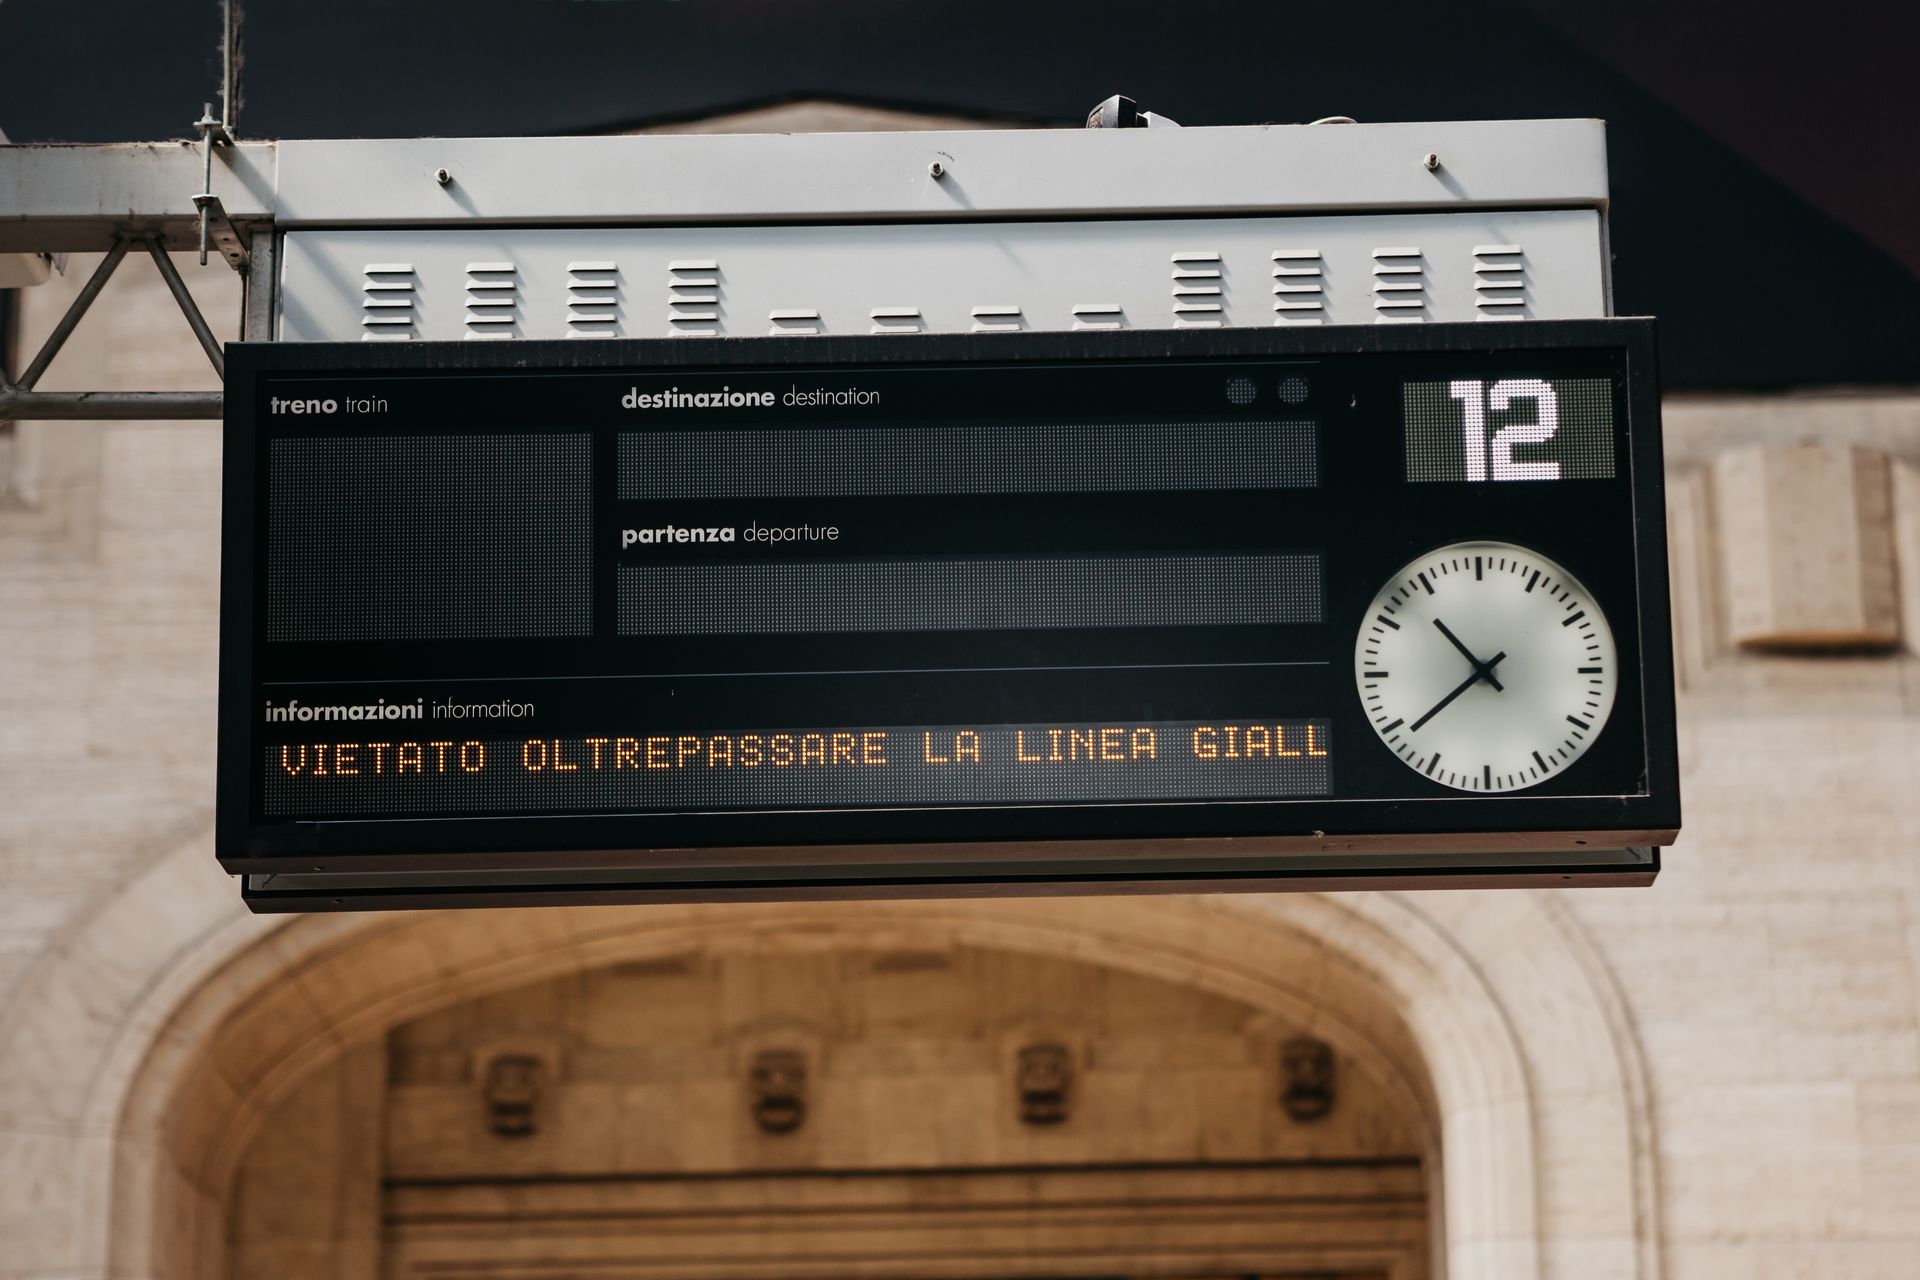 treno train
destinazione destination
12
partenza departure
informazioni information
VIETATO OLTREPASSARE LA LINEA GIALL